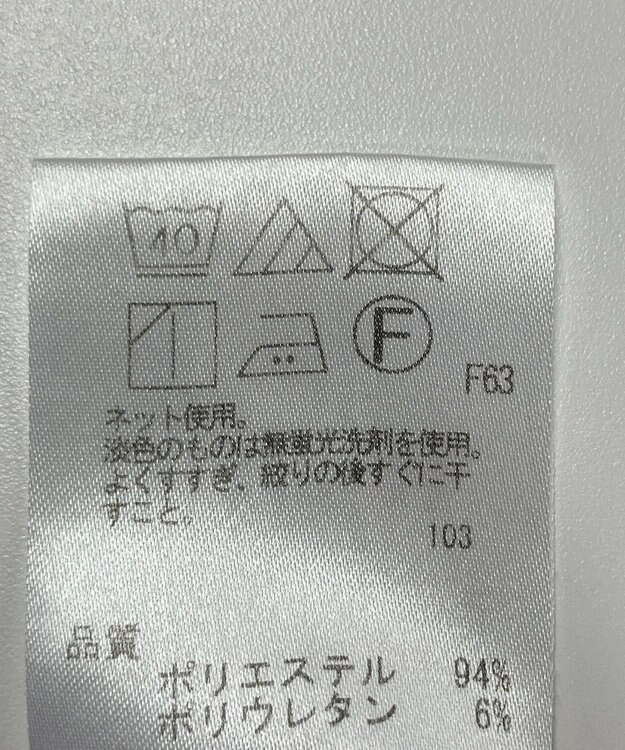 40
F
F63
ネット使用。
淡色のものは無蛍光洗剤を使用。
よくすすぎ、絞りの後すぐに干
すこと。
103
品質
ポリエステル 94%
ポリウレタン 6%